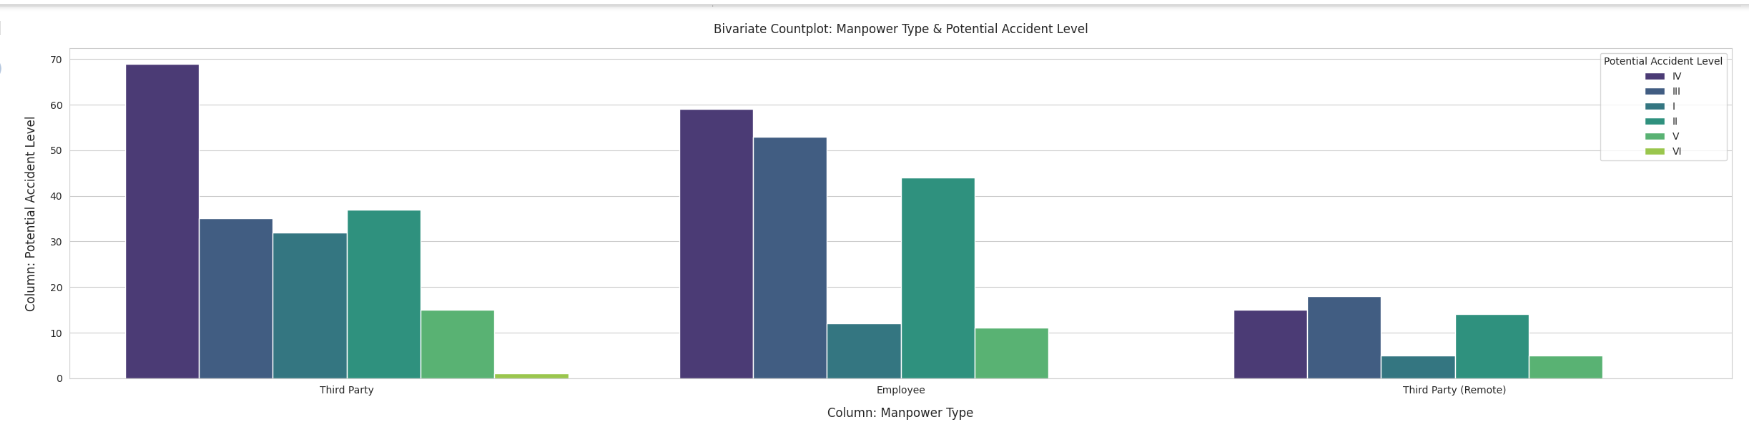 Bivariate Countplot: Manpower Type & Potential Accident Level
Potential Accident Level
IV
III
I
II
V
VI
Column: Potential Accident Level
70
60
50
40
30
20
10
0
Third Party
Employee
Third Party (Remote)
Column: Manpower Type